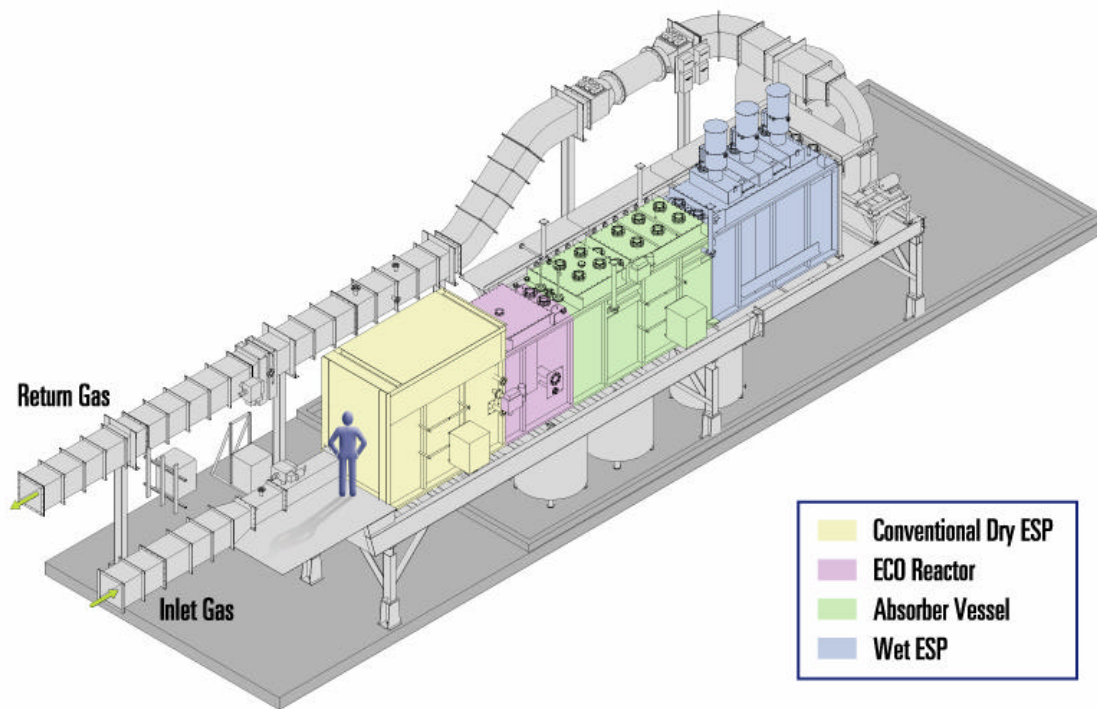 Return Gas
Inlet Gas
Conventional Dry ESP
ECO Reactor
Absorber Vessel
Wet ESP